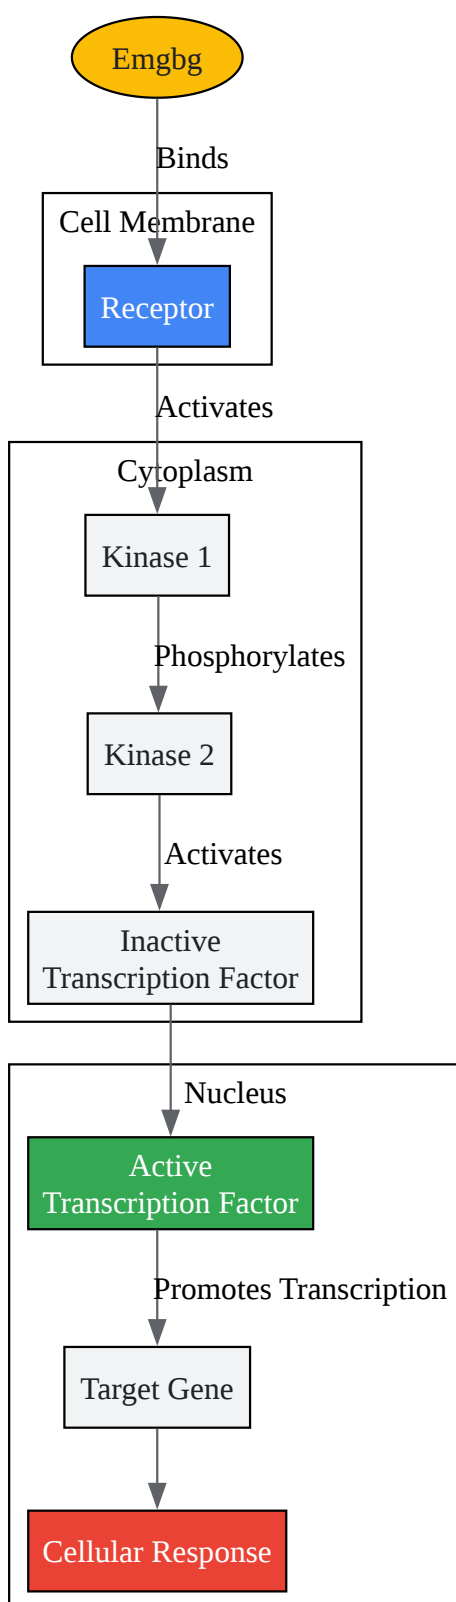 Emgbg
Binds
Cell Membrane
Receptor
Activates
Cytoplasm
Kinase 1
Phosphorylates
Kinase 2
Activates
Inactive
Transcription Factor
Nucleus
Active
Transcription Factor
Promotes Transcription
Target Gene
Cellular Response